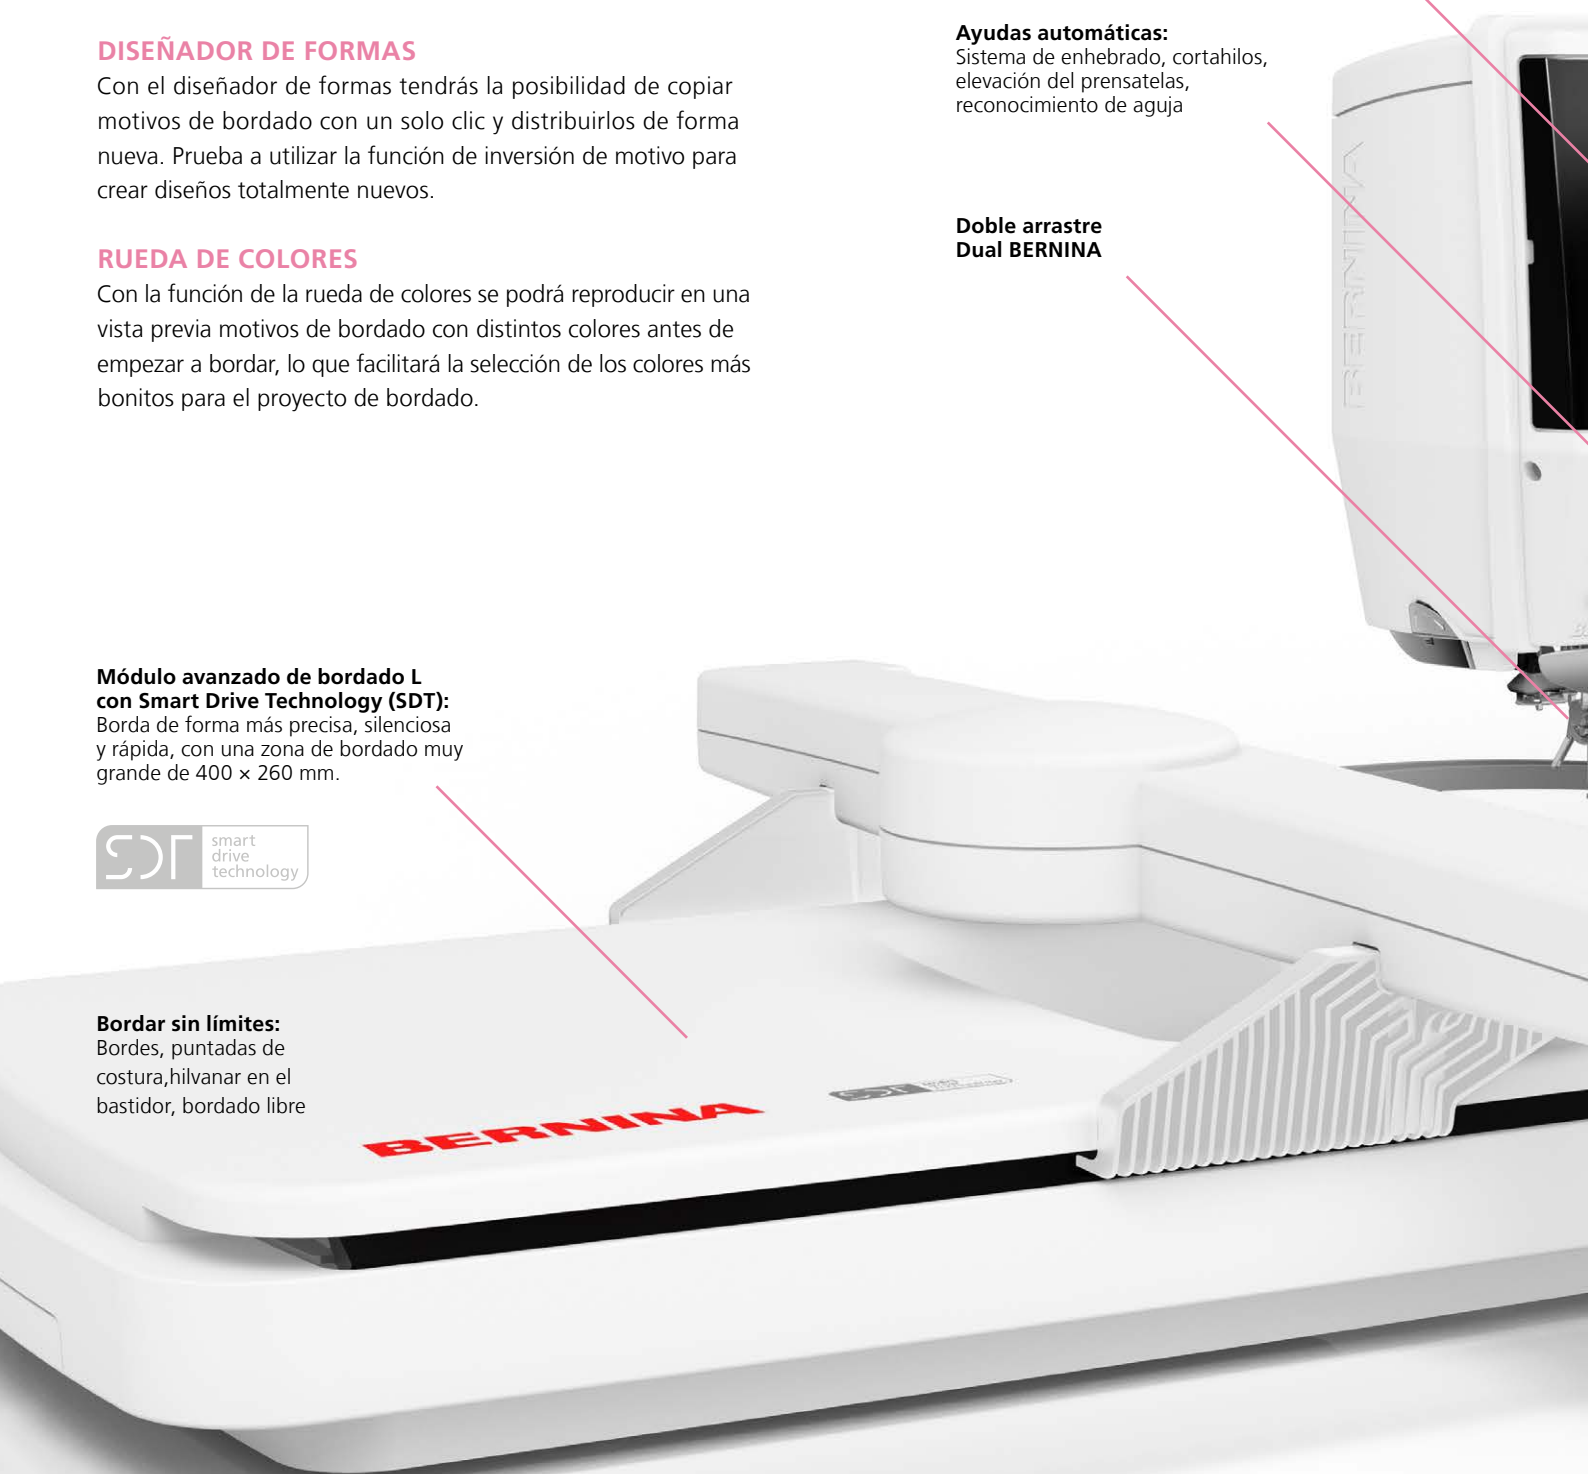 DISEÑADOR DE FORMAS
Con el diseñador de formas tendrás la posibilidad de copiar
motivos de bordado con un solo clic y distribuirlos de forma
nueva. Prueba a utilizar la función de inversión de motivo para
crear diseños totalmente nuevos.
RUEDA DE COLORES
Con la función de la rueda de colores se podrá reproducir en una
vista previa motivos de bordado con distintos colores antes de
empezar a bordar, lo que facilitará la selección de los colores más
bonitos para el proyecto de bordado.
Ayudas automáticas:
Sistema de enhebrado, cortahilos,
elevación del prensatelas,
reconocimiento de aguja
Doble arrastre
Dual BERNINA
BERNINA
Módulo avanzado de bordado L
con Smart Drive Technology (SDT):
Borda de forma más precisa, silenciosa
y rápida, con una zona de bordado muy
grande de 400 × 260 mm.
SDT
smart
drive
technology
Bordar sin límites:
Bordes, puntadas de
costura,hilvanar en el
bastidor, bordado libre
BERNINA
SDT